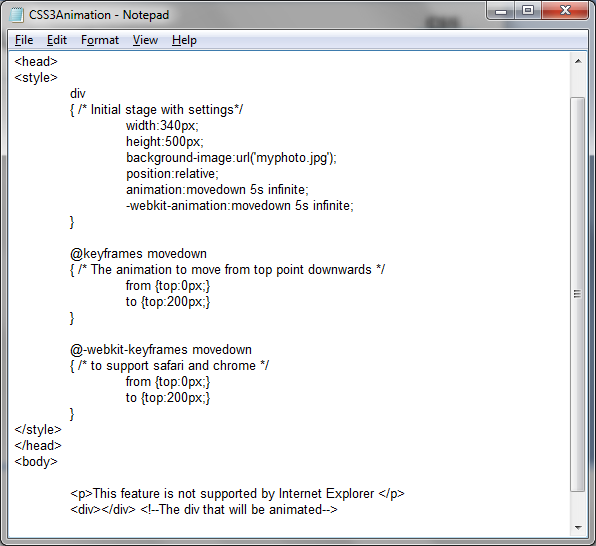 CSS3Animation - Notepad
File Edit Format View Help
<head>
<style>
div
{ /* Initial stage with settings*/
width:340px;
height:500px;
background-image:url('myphoto.jpg');
position:relative;
animation:movedown 5s infinite;
-webkit-animation:movedown 5s infinite;
}
@keyframes movedown
{ /* The animation to move from top point downwards */
from {top:0px;}
to {top:200px;}
}
@-webkit-keyframes movedown
{ /* to support safari and chrome */
from {top:0px;}
to {top:200px;}
}
</style>
</head>
<body>
<p>This feature is not supported by Internet Explorer </p>
<div></div> <!--The div that will be animated-->